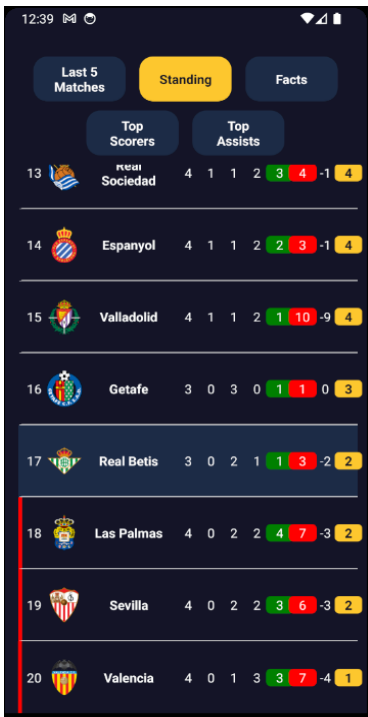 12:39
Last 5
Matches
Standing
Facts
Top
Scorers
Top
Assists
13 Real Sociedad 4 1 1 2 3 4 -1 4
14 Espanyol 4 1 1 2 2 3 -1 4
15 Valladolid 4 1 1 2 1 10 -9 4
16 Getafe 3 0 3 0 1 1 0 3
17 Real Betis 3 0 2 1 1 3 -2 2
18 Las Palmas 4 0 2 2 4 7 -3 2
19 Sevilla 4 0 2 2 3 6 -3 2
20 Valencia 4 0 1 3 3 7 -4 1